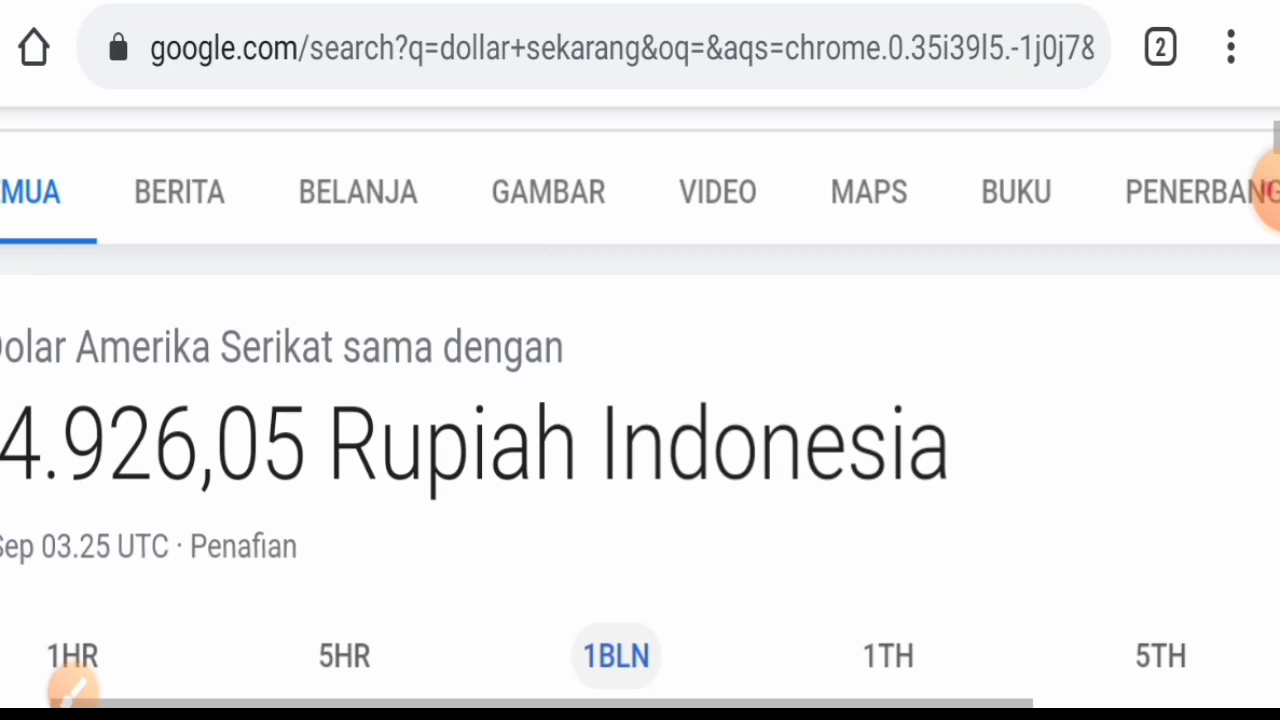 google.com/search?q=dollar+sekarang&oq=&aqs=chrome.0.35i39l5.-1j0j78
2
MUA BERITA BELANJA GAMBAR VIDEO MAPS BUKU PENERBANG
olar Amerika Serikat sama dengan
4.926,05 Rupiah Indonesia
Sep 03.25 UTC · Penafian
1HR 5HR 1BLN 1TH 5TH